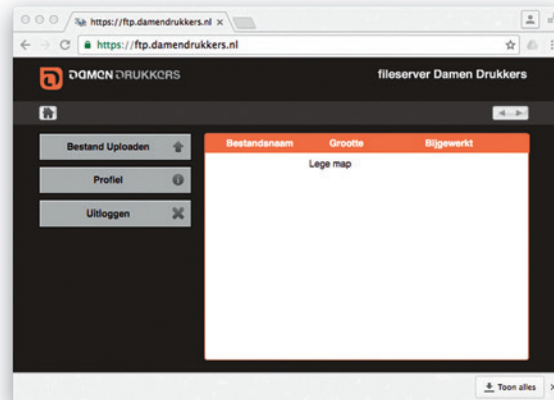 https://ftp.damendrukkers.nl ×
https://ftp.damendrukkers.nl
DAMEN DRUKKERS
fileserver Damen Drukkers
Bestand Uploaden
Profiel
Uitloggen
Bestandsnaam Grootte Bijgewerkt
Lege map
Toon alles ×